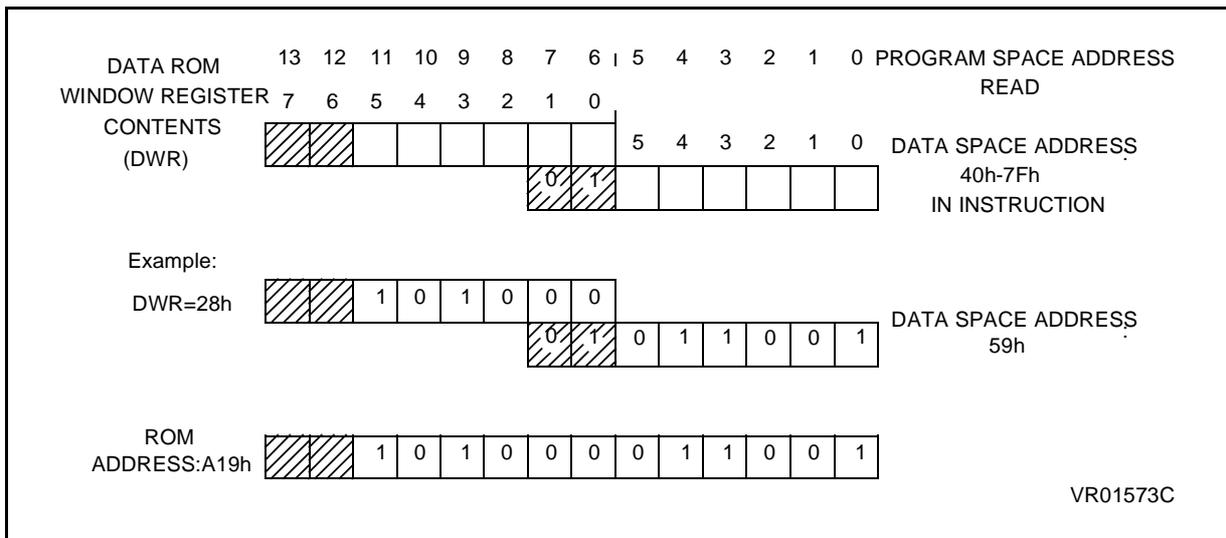 13 12 11 10 9 8 7 6 5 4 3 2 1 0 PROGRAM SPACE ADDRESS
READ
DATA ROM
WINDOW REGISTER 7 6 5 4 3 2 1 0
CONTENTS
(DWR)
5 4 3 2 1 0 DATA SPACE ADDRESS
:
40h-7Fh
IN INSTRUCTION
0 1
Example:
DWR=28h 1 0 1 0 0 0
0 1 0 1 1 0 0 1 DATA SPACE ADDRESS
:
59h
ROM
ADDRESS:A19h 1 0 1 0 0 0 0 1 1 0 0 1
VR01573C